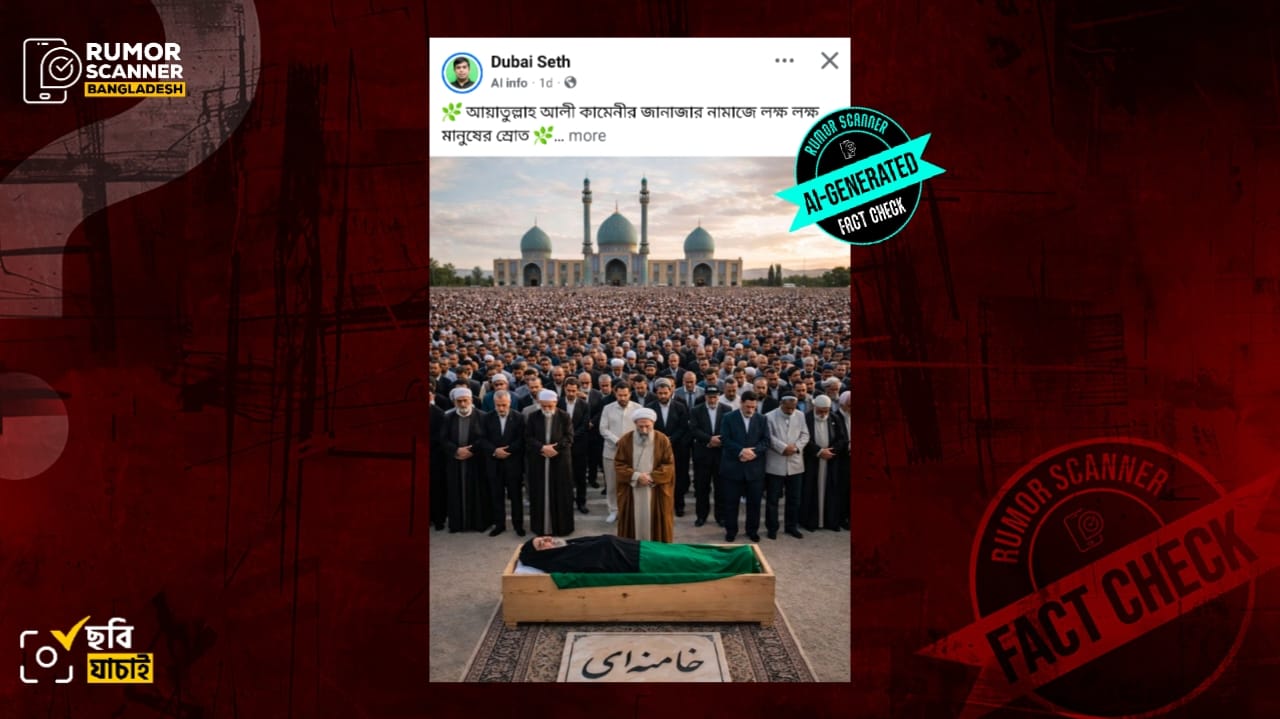 RUMOR
SCANNER
BANGLADESH
Dubai Seth
AI info · 1d ·
🌿 আয়াতুল্লাহ আলী কামেনীর জানাজার নামাজে লক্ষ লক্ষ
মানুষের স্রোত 🌿... more
RUMOR SCANNER
AI-GENERATED
FACT CHECK
خامنه‌ای
RUMOR SCANNER
FACT CHECK
ছবি
যাচাই